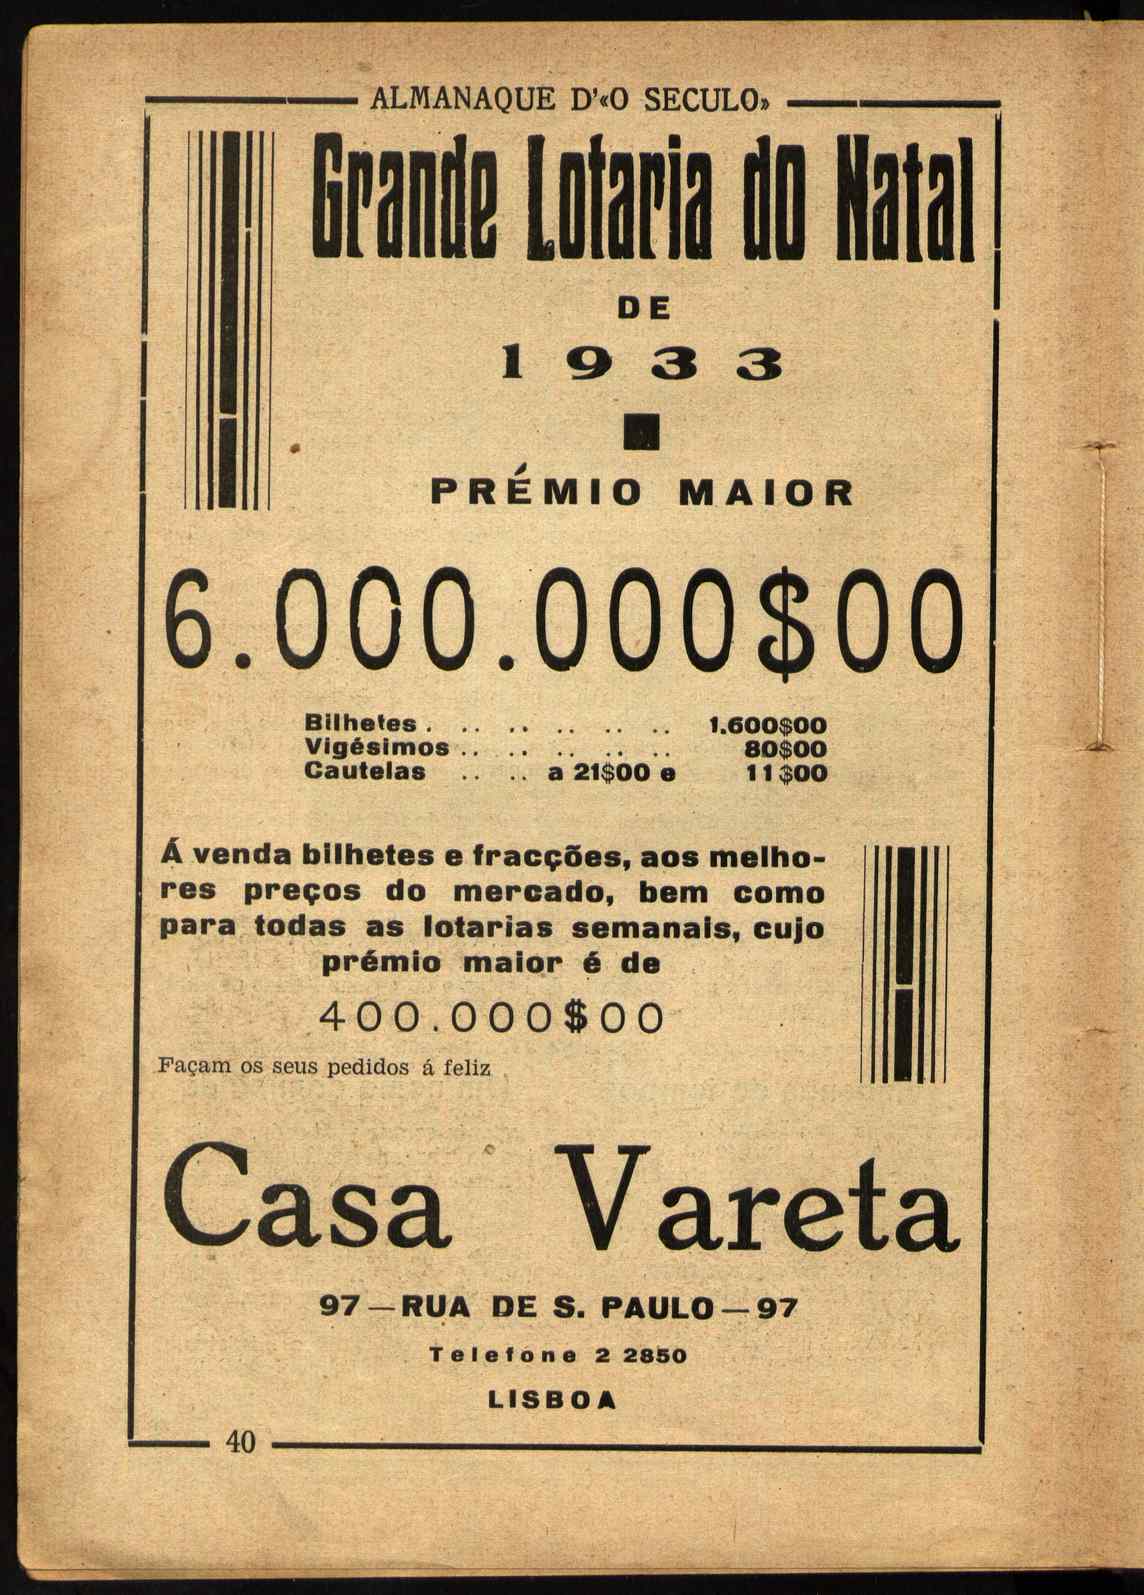 ALMANAQUE D'«O SECULO»
Grande Lotaria do Natal
DE
1933
PRÉMIO MAIOR
6.000.000$00
Bilhetes . .. .. .. .. .. 1.600$00
Vigésimos .. .. .. .. .. 80$00
Cautelas .. .. a 21$00 e 11$00
Á venda bilhetes e fracções, aos melho-
res preços do mercado, bem como
para todas as lotarias semanais, cujo
prémio maior é de
400.000$00
Façam os seus pedidos á feliz
Casa Vareta
97—RUA DE S. PAULO—97
Telefone 2 2850
LISBOA
40